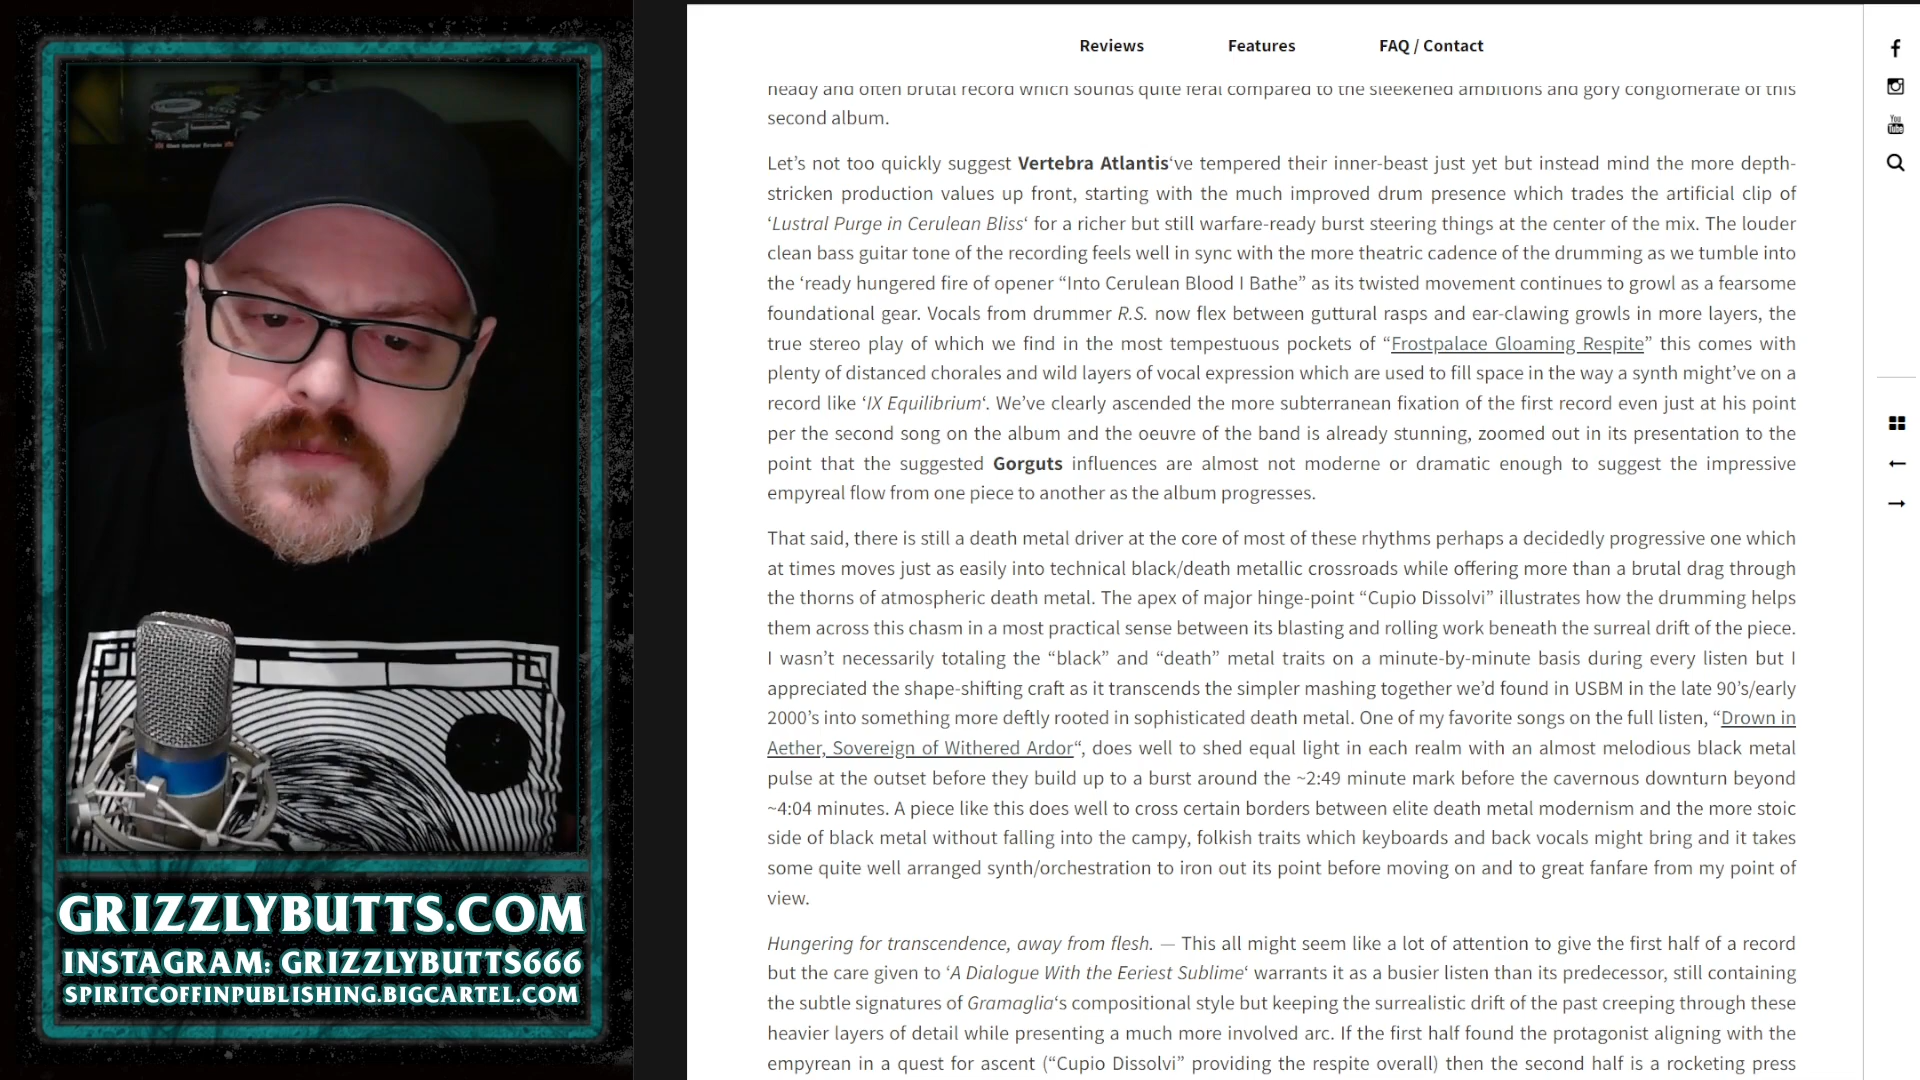 GRIZZLYBUTTS.COM
INSTAGRAM: GRIZZLYBUTTS666
SPIRITCOFFINPUBLISHING.BIGCARTEL.COM
Reviews Features FAQ / Contact
heady and often brutal record which sounds quite feral compared to the sleekened ambitions and gory conglomerate of this
second album.
Let’s not too quickly suggest Vertebra Atlantis‘ve tempered their inner-beast just yet but instead mind the more depth-
stricken production values up front, starting with the much improved drum presence which trades the artificial clip of
‘Lustral Purge in Cerulean Bliss‘ for a richer but still warfare-ready burst steering things at the center of the mix. The louder
clean bass guitar tone of the recording feels well in sync with the more theatric cadence of the drumming as we tumble into
the ‘ready hungered fire of opener “Into Cerulean Blood I Bathe” as its twisted movement continues to growl as a fearsome
foundational gear. Vocals from drummer R.S. now flex between guttural rasps and ear-clawing growls in more layers, the
true stereo play of which we find in the most tempestuous pockets of “Frostpalace Gloaming Respite” this comes with
plenty of distanced chorales and wild layers of vocal expression which are used to fill space in the way a synth might’ve on a
record like ‘IX Equilibrium‘. We’ve clearly ascended the more subterranean fixation of the first record even just at his point
per the second song on the album and the oeuvre of the band is already stunning, zoomed out in its presentation to the
point that the suggested Gorguts influences are almost not moderne or dramatic enough to suggest the impressive
empyreal flow from one piece to another as the album progresses.
That said, there is still a death metal driver at the core of most of these rhythms perhaps a decidedly progressive one which
at times moves just as easily into technical black/death metallic crossroads while offering more than a brutal drag through
the thorns of atmospheric death metal. The apex of major hinge-point “Cupio Dissolvi” illustrates how the drumming helps
them across this chasm in a most practical sense between its blasting and rolling work beneath the surreal drift of the piece.
I wasn’t necessarily totaling the “black” and “death” metal traits on a minute-by-minute basis during every listen but I
appreciated the shape-shifting craft as it transcends the simpler mashing together we’d found in USBM in the late 90’s/early
2000’s into something more deftly rooted in sophisticated death metal. One of my favorite songs on the full listen, “Drown in
Aether, Sovereign of Withered Ardor“, does well to shed equal light in each realm with an almost melodious black metal
pulse at the outset before they build up to a burst around the ~2:49 minute mark before the cavernous downturn beyond
~4:04 minutes. A piece like this does well to cross certain borders between elite death metal modernism and the more stoic
side of black metal without falling into the campy, folkish traits which keyboards and back vocals might bring and it takes
some quite well arranged synth/orchestration to iron out its point before moving on and to great fanfare from my point of
view.
Hungering for transcendence, away from flesh. — This all might seem like a lot of attention to give the first half of a record
but the care given to ‘A Dialogue With the Eeriest Sublime‘ warrants it as a busier listen than its predecessor, still containing
the subtle signatures of Gramaglia‘s compositional style but keeping the surrealistic drift of the past creeping through these
heavier layers of detail while presenting a much more involved arc. If the first half found the protagonist aligning with the
empyrean in a quest for ascent (“Cupio Dissolvi” providing the respite overall) then the second half is a rocketing press